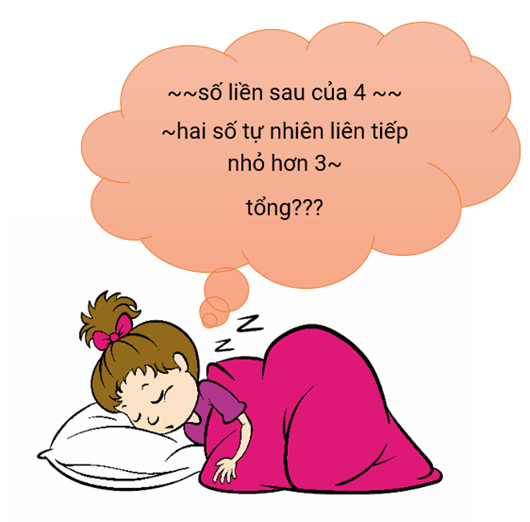 ~~số liền sau của 4 ~~
~hai số tự nhiên liên tiếp
nhỏ hơn 3~
tổng???
z z